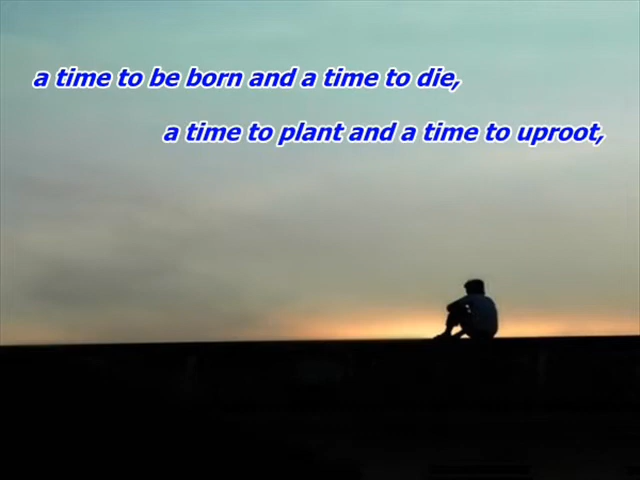 a time to be born and a time to die,
a time to plant and a time to uproot,